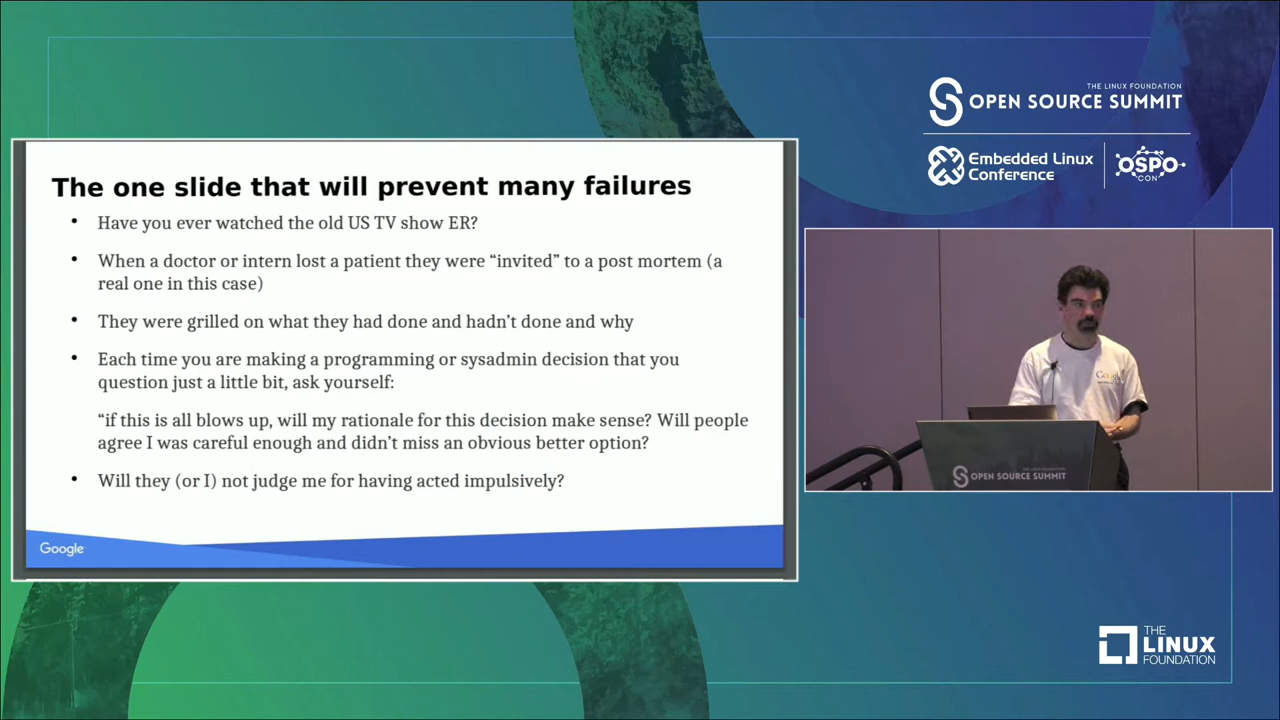 THE LINUX FOUNDATION
OPEN SOURCE SUMMIT
Embedded Linux
Conference
OSPO
CON
The one slide that will prevent many failures
• Have you ever watched the old US TV show ER?
• When a doctor or intern lost a patient they were “invited” to a post mortem (a
real one in this case)
• They were grilled on what they had done and hadn’t done and why
• Each time you are making a programming or sysadmin decision that you
question just a little bit, ask yourself:
“if this is all blows up, will my rationale for this decision make sense? Will people
agree I was careful enough and didn’t miss an obvious better option?
• Will they (or I) not judge me for having acted impulsively?
Google
OPEN SOURCE SUMMIT
THE
LINUX
FOUNDATION